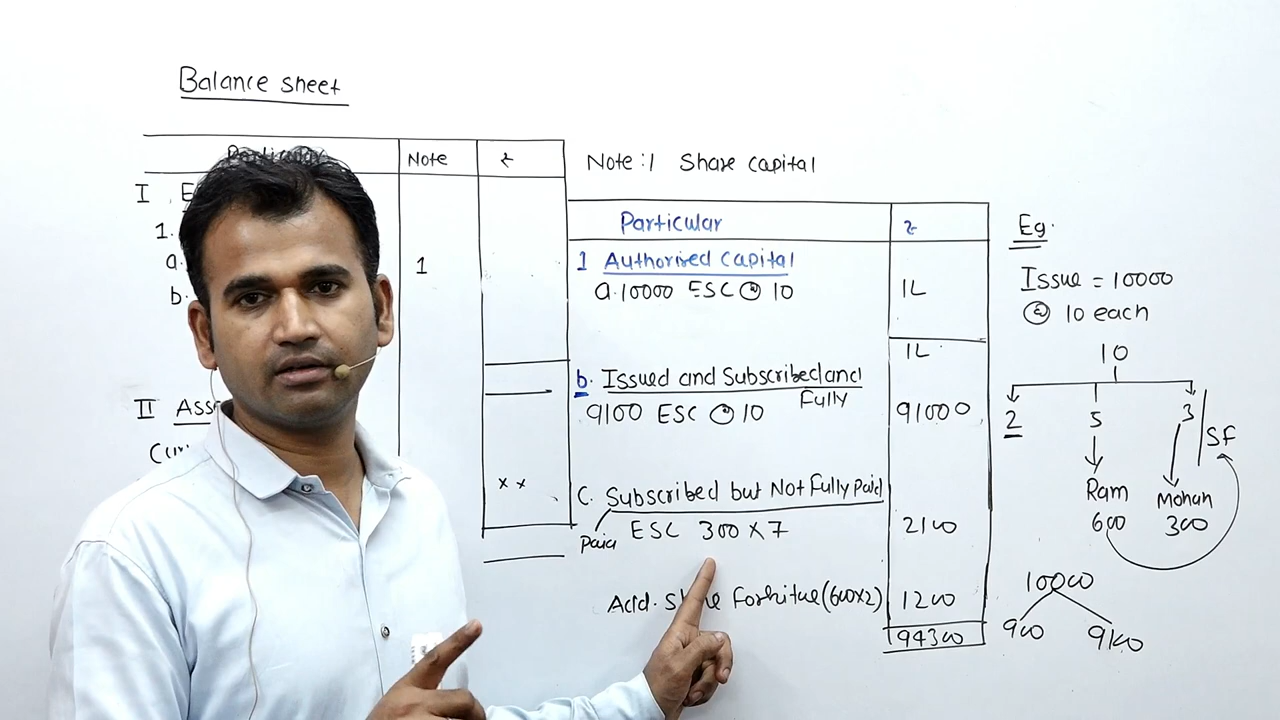 Balance sheet
Note ₹
I E
1.
a. 1
b.
II Ass
Cur
x x
Note:1 Share Capital
Particular ₹
1 Authorised Capital
a. 10000 ESC @ 10 1L
1L
b. Issued and Subscribed and
Fully
9100 ESC @ 10 91000
C. Subscribed but Not Fully Paid
Paid ESC 300 X 7 2100
Add. Forfeiture (600x2) 1200
94300
Eg.
Issue = 10000
@ 10 each
10
2 5 3
SF
Ram Mohan
600 300
10000
900 9100